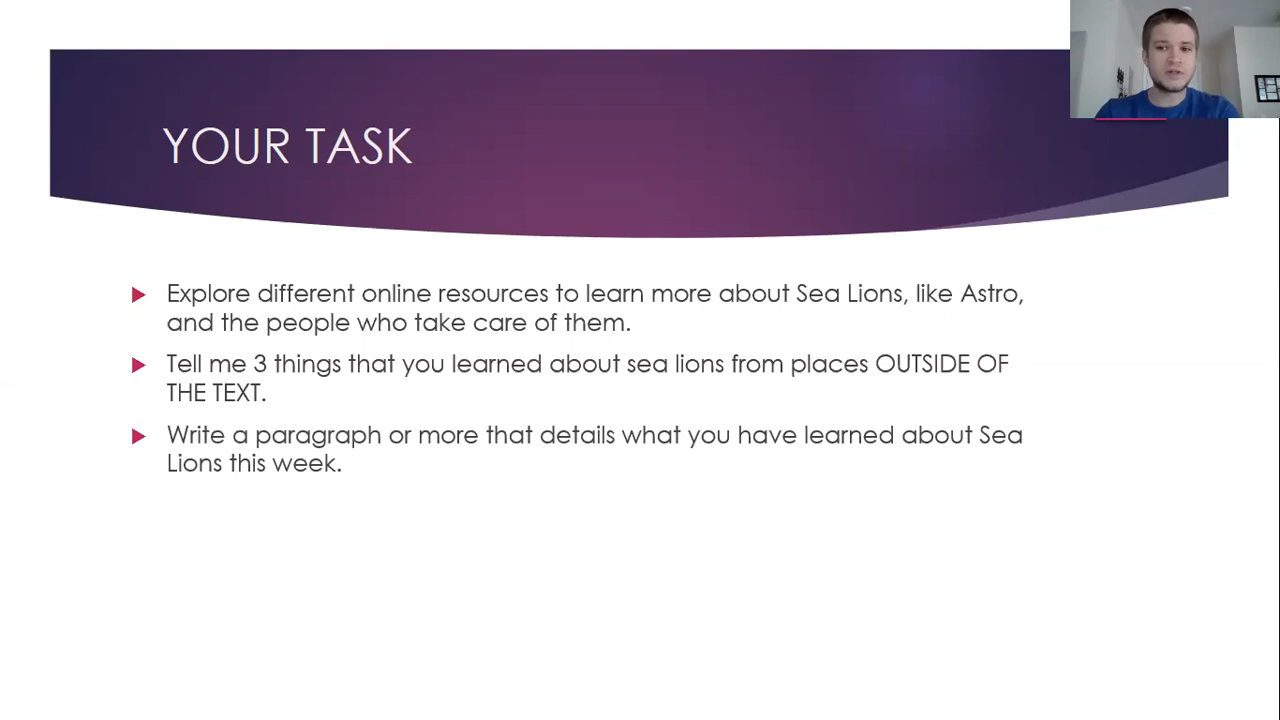 YOUR TASK
Explore different online resources to learn more about Sea Lions, like Astro,
and the people who take care of them.
Tell me 3 things that you learned about sea lions from places OUTSIDE OF
THE TEXT.
Write a paragraph or more that details what you have learned about Sea
Lions this week.